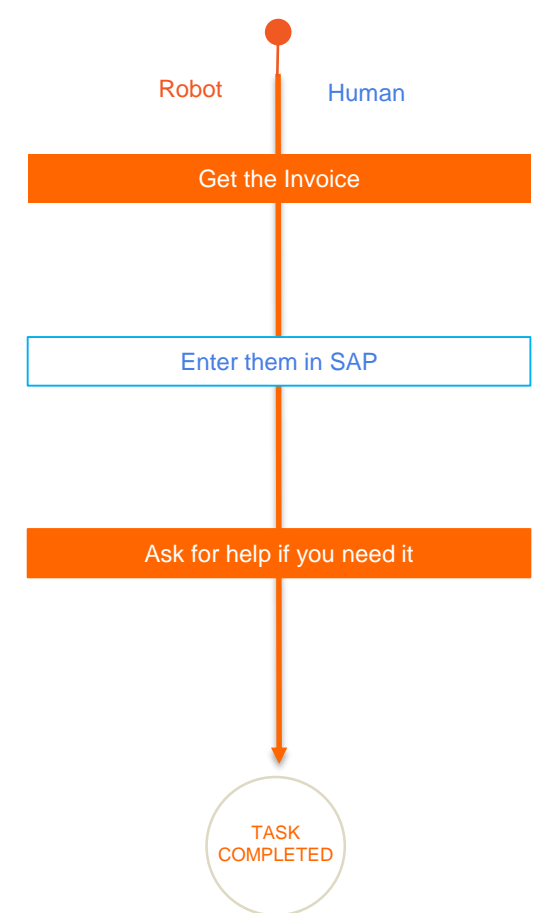 Robot
Human
Get the Invoice
Enter them in SAP
Ask for help if you need it
TASK
COMPLETED